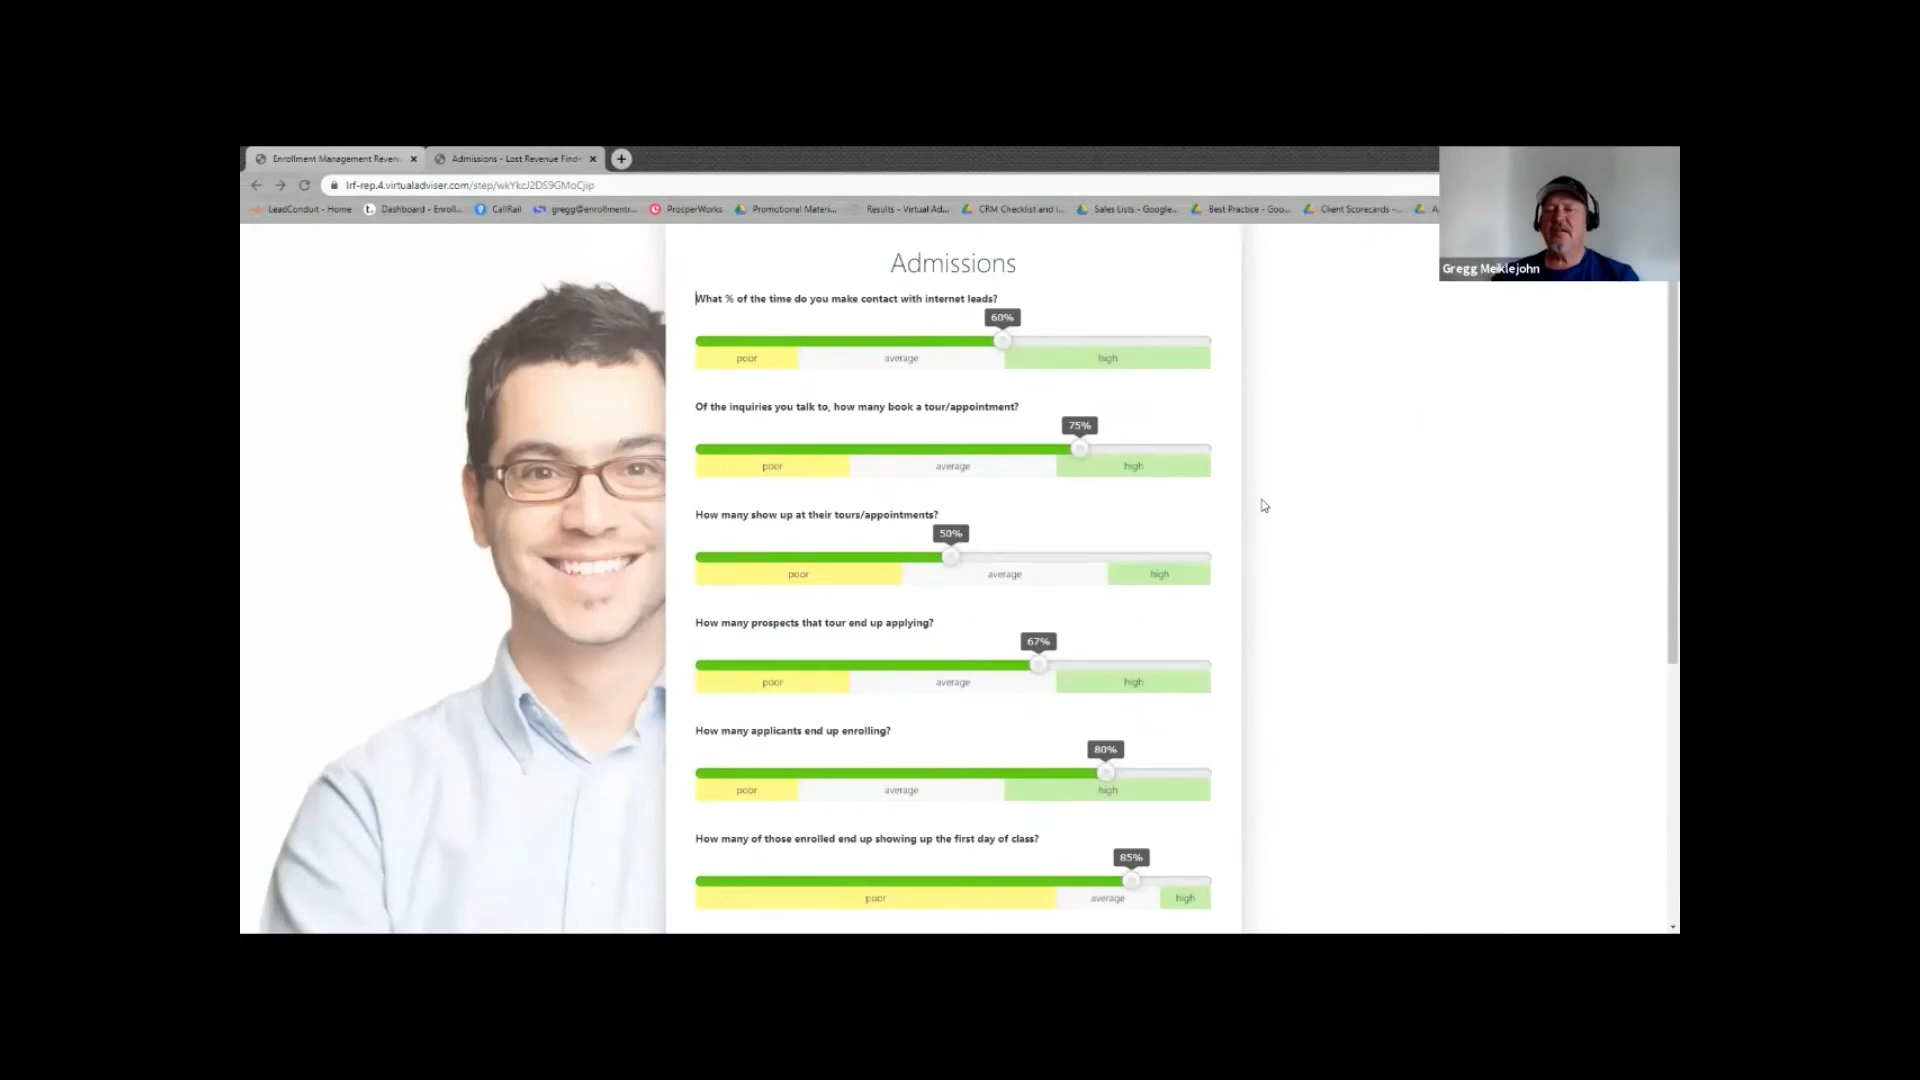 Enrollment Management Reven
Admissions - Lost Revenue Finde
lrf-rep.4.virtualadviser.com/step/wkYkcJ2DS9GMoCjip
LeadConduit - Home
Dashboard - Enroll...
CallRail
gregg@enrollmentr...
ProsperWorks
Promotional Materi...
Results - Virtual Ad...
CRM Checklist and I...
Sales Lists - Google...
Best Practice - Goo...
Client Scorecards -...
Gregg Meiklejohn
Admissions
What % of the time do you make contact with internet leads?
60%
poor average high
Of the inquiries you talk to, how many book a tour/appointment?
75%
poor average high
How many show up at their tours/appointments?
50%
poor average high
How many prospects that tour end up applying?
67%
poor average high
How many applicants end up enrolling?
80%
poor average high
How many of those enrolled end up showing up the first day of class?
85%
poor average high